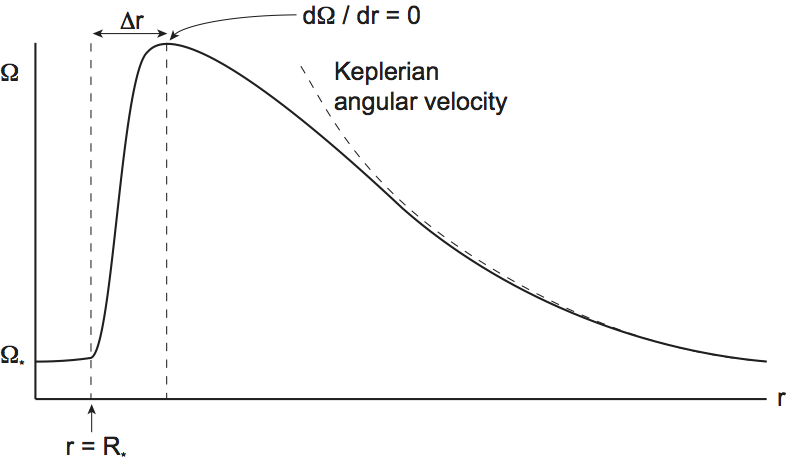 Δr
dΩ / dr = 0
Ω
Keplerian
angular velocity
Ω⋆
r
r = R⋆